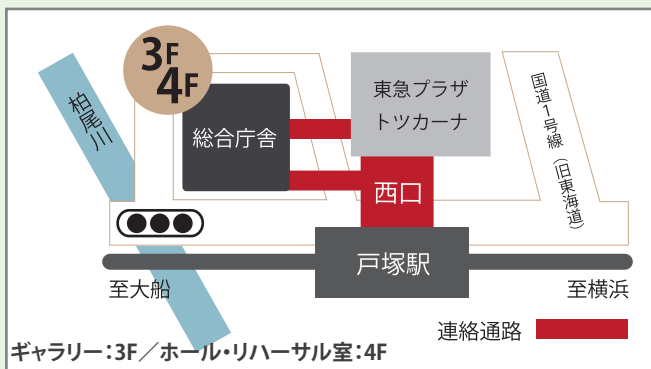 3F
4F
柏尾川
総合庁舎
東急プラザ
トツカーナ
国道1号線（旧東海道）
西口
戸塚駅
至大船
至横浜
連絡通路
ギャラリー：3F／ホール・リハーサル室：4F